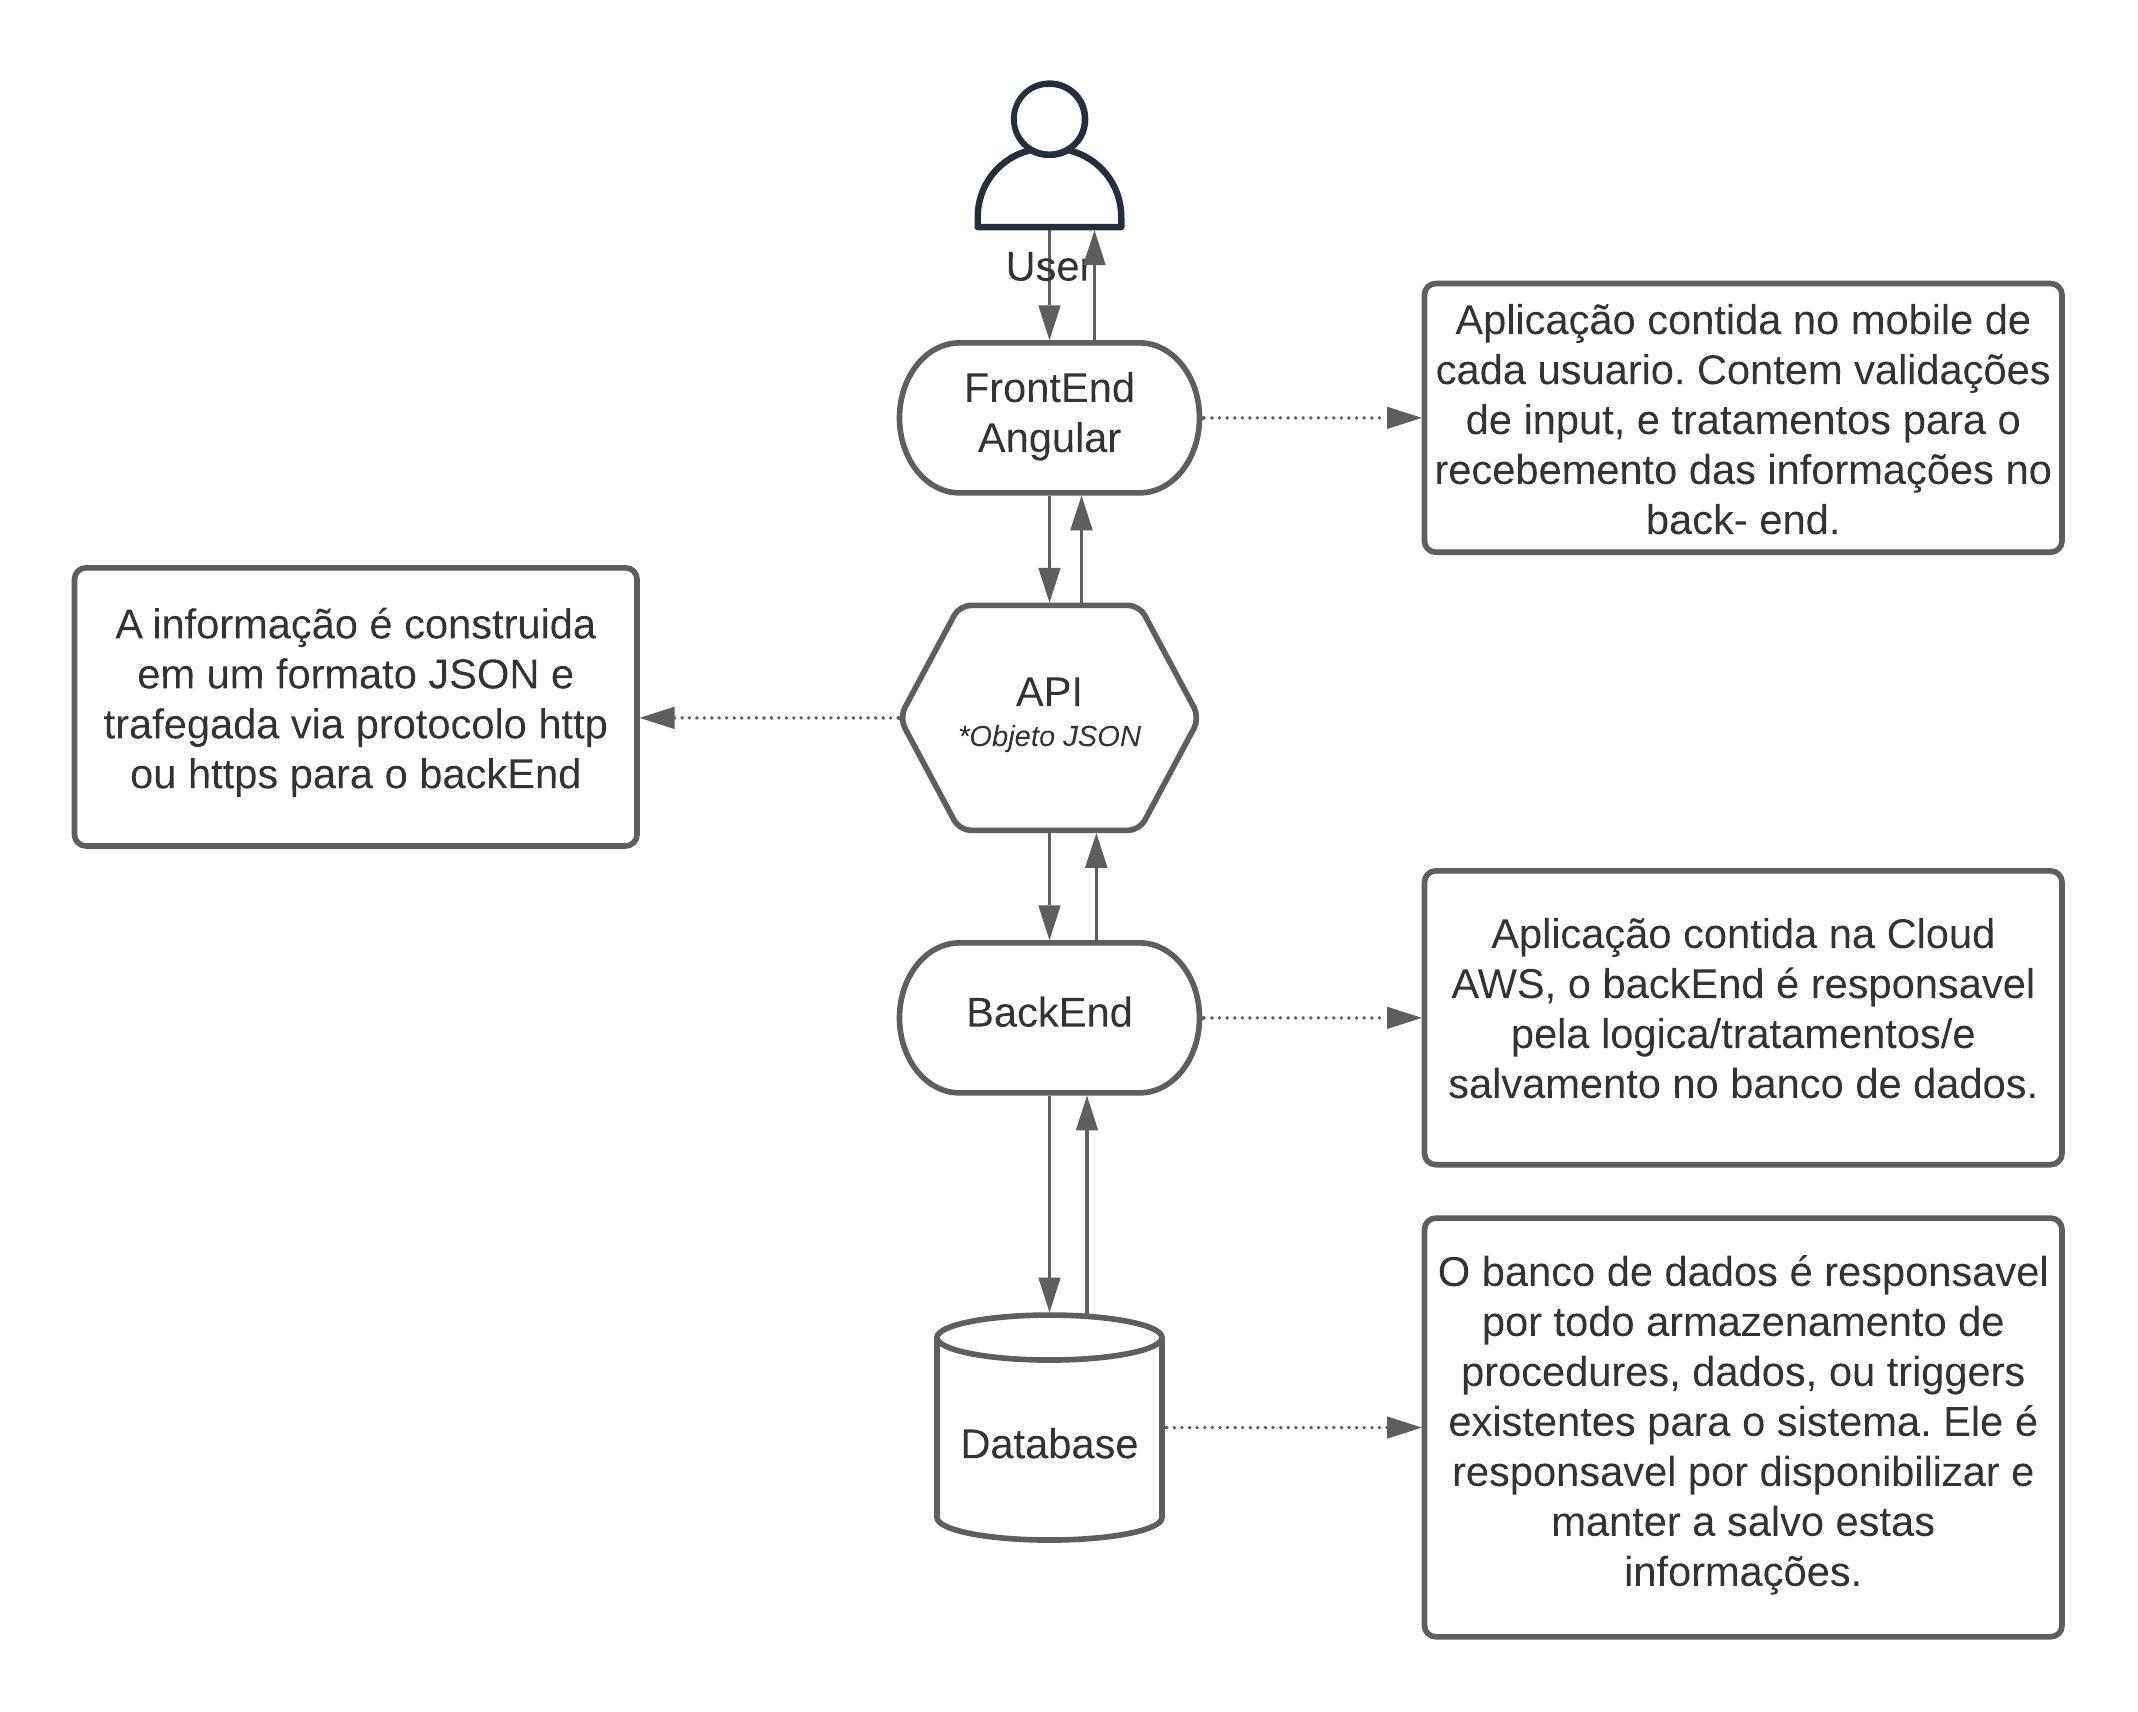 User
FrontEnd
Angular
Aplicação contida no mobile de
cada usuario. Contem validações
de input, e tratamentos para o
recebemento das informações no
back- end.
A informação é construida
em um formato JSON e
trafegada via protocolo http
ou https para o backEnd
API
*Objeto JSON
BackEnd
Aplicação contida na Cloud
AWS, o backEnd é responsavel
pela logica/tratamentos/e
salvamento no banco de dados.
Database
O banco de dados é responsavel
por todo armazenamento de
procedures, dados, ou triggers
existentes para o sistema. Ele é
responsavel por disponibilizar e
manter a salvo estas
informações.